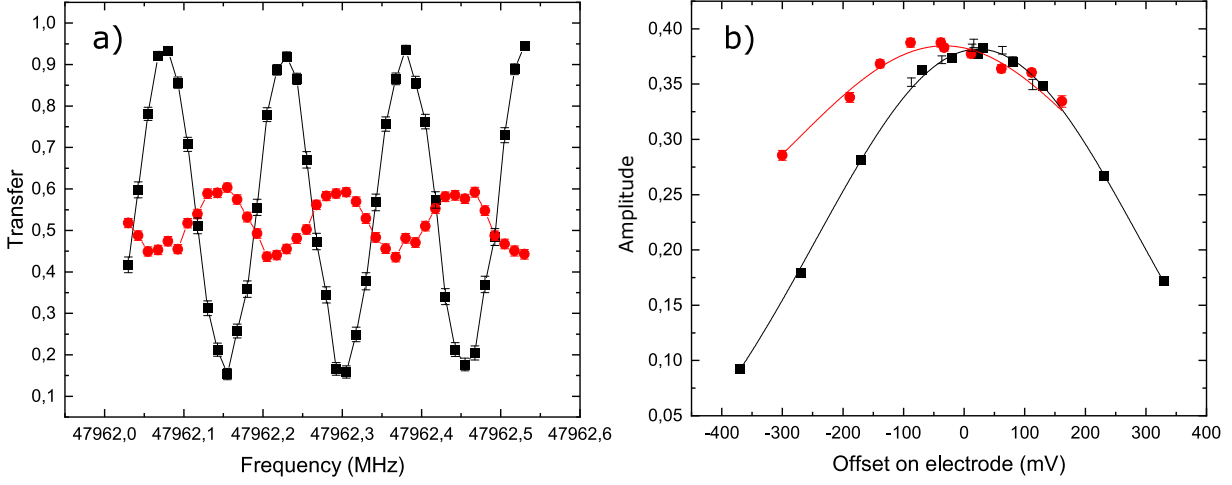 a)
1,0
0,9
0,8
0,7
0,6
0,5
0,4
0,3
0,2
0,1
Transfer
47962,0 47962,1 47962,2 47962,3 47962,4 47962,5 47962,6
Frequency (MHz)
b)
0,40
0,35
0,30
0,25
0,20
0,15
0,10
0,05
Amplitude
-400 -300 -200 -100 0 100 200 300 400
Offset on electrode (mV)